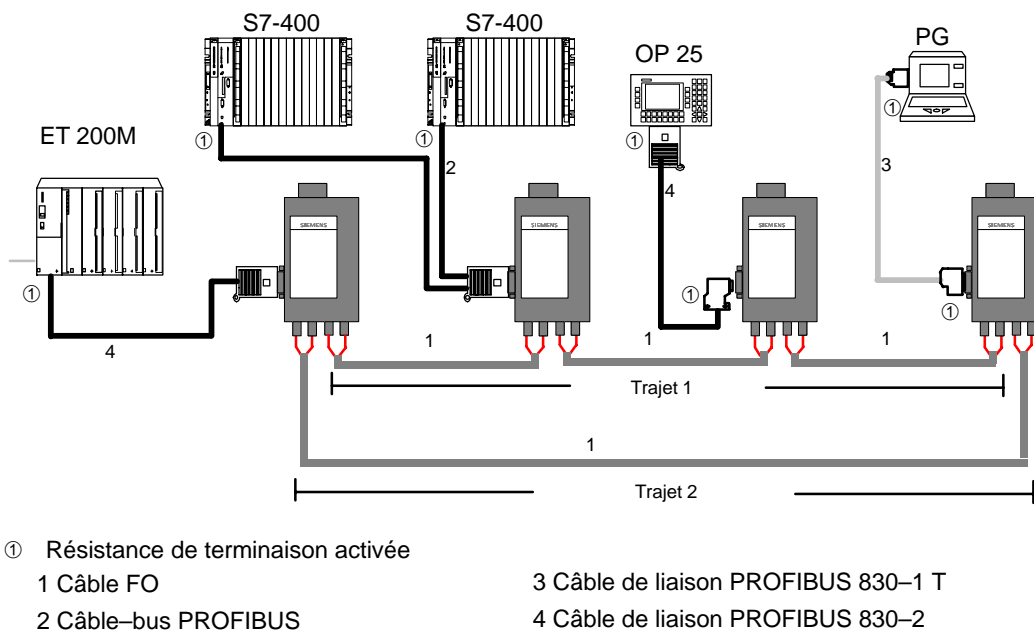 S7-400
S7-400
OP 25
PG
ET 200M
①
①
①
①
2
3
4
SIEMENS
SIEMENS
SIEMENS
SIEMENS
①
①
①
4
1
1
1
Trajet 1
1
Trajet 2
① Résistance de terminaison activée
1 Câble FO
3 Câble de liaison PROFIBUS 830–1 T
2 Câble–bus PROFIBUS
4 Câble de liaison PROFIBUS 830–2